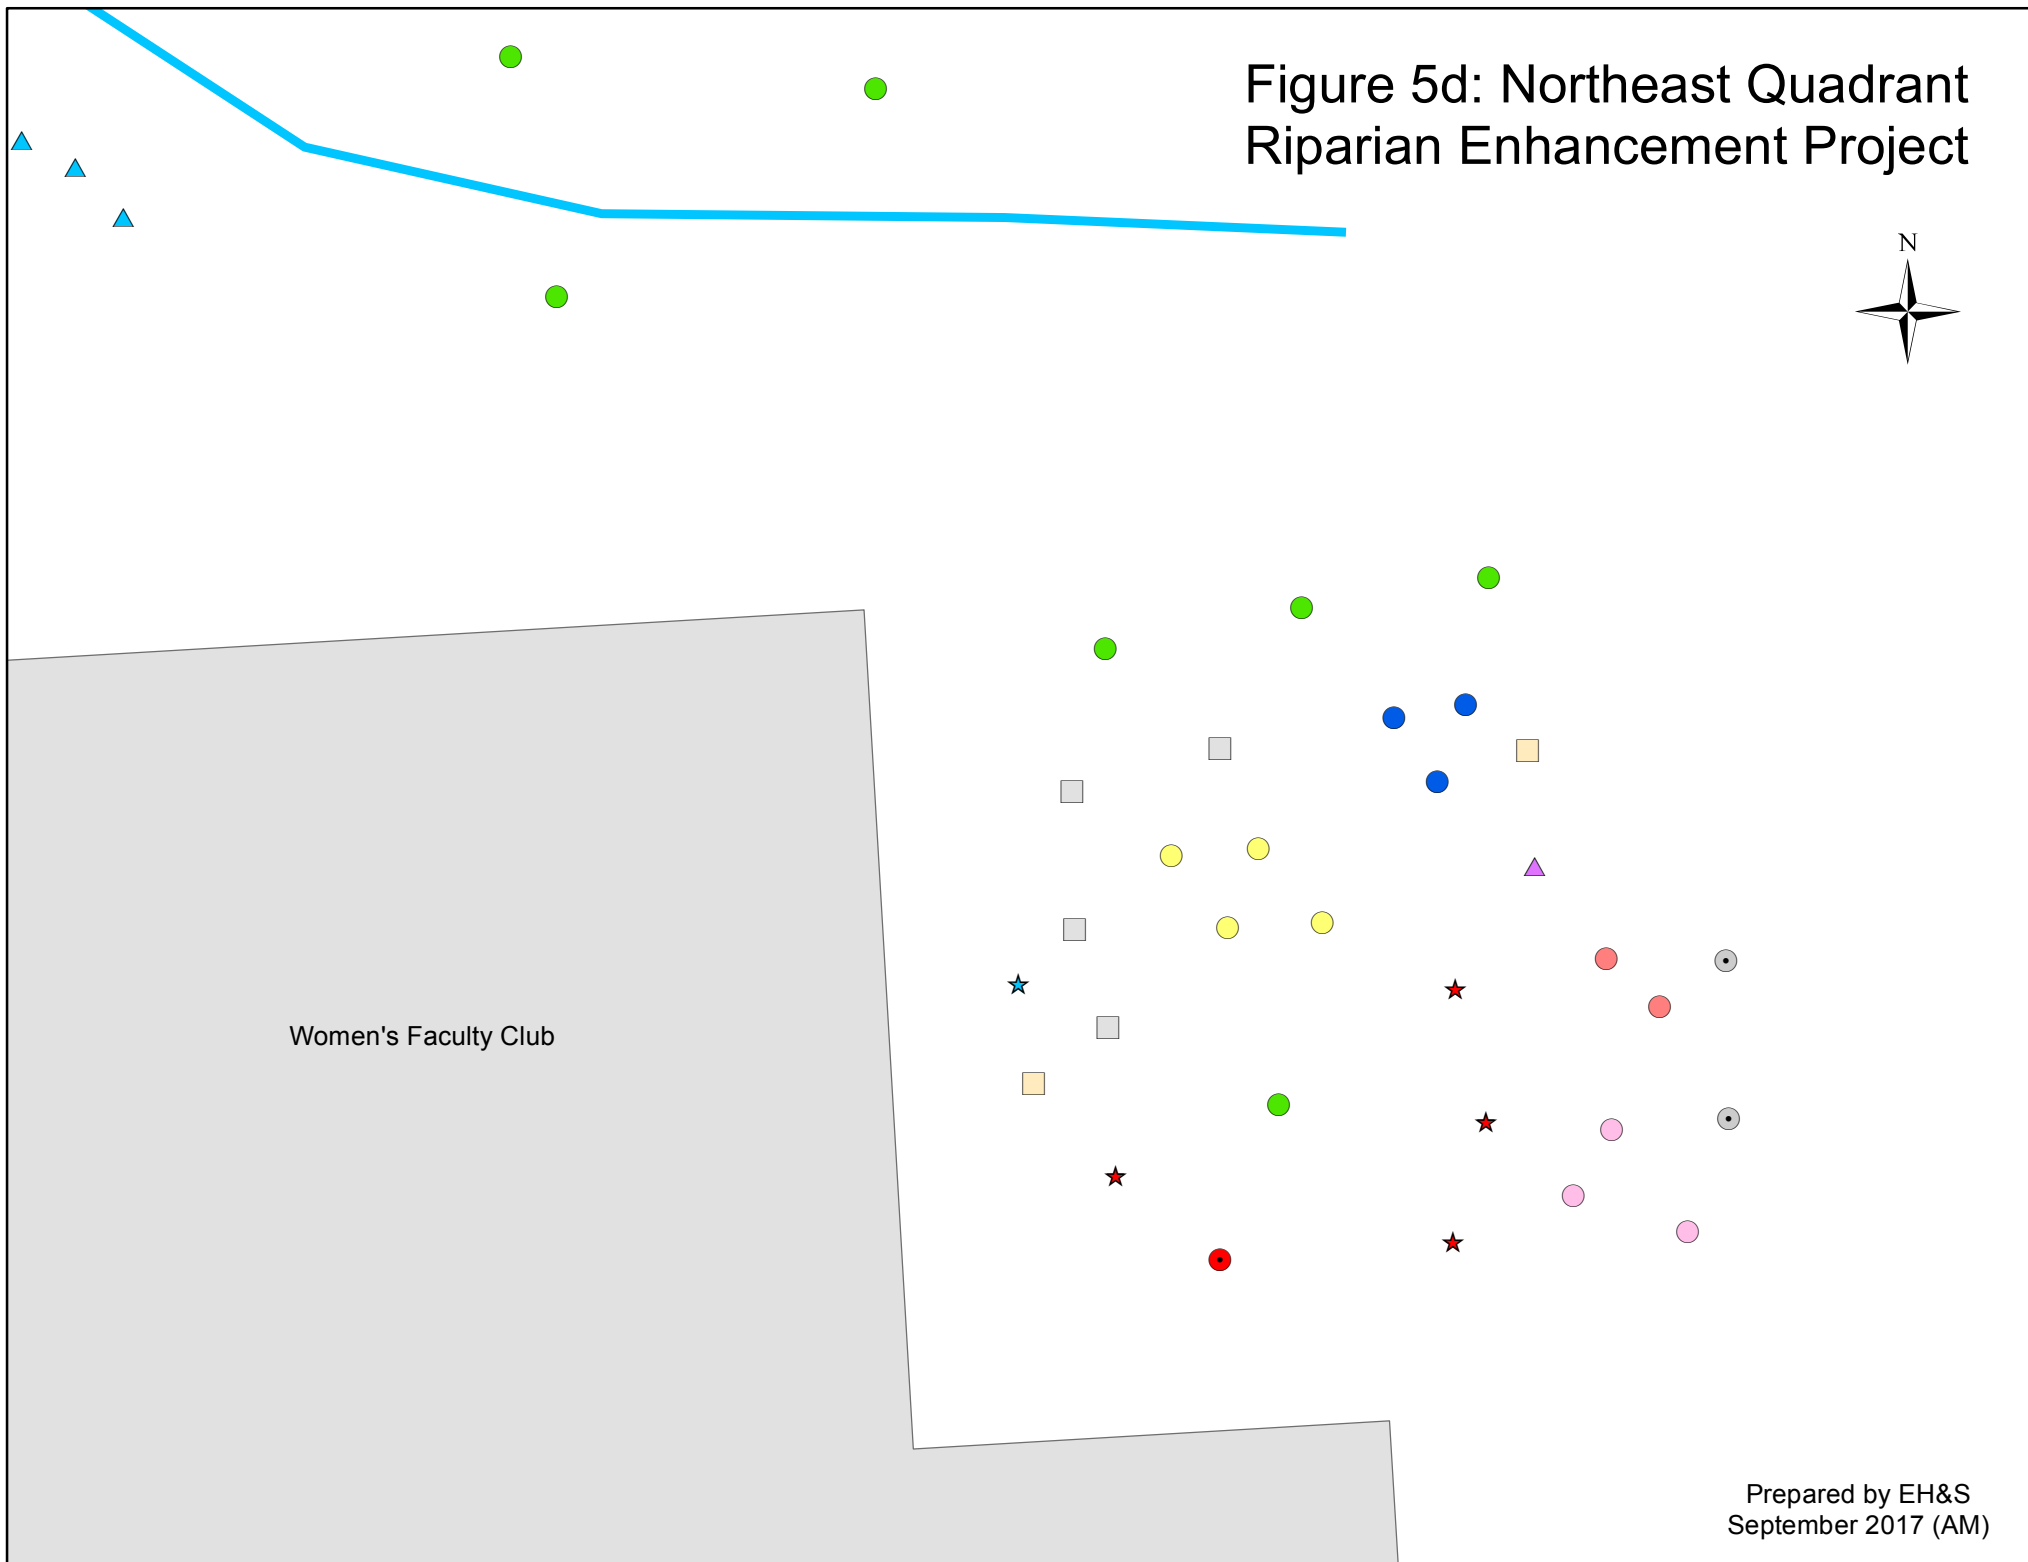 Figure 5d: Northeast Quadrant
Riparian Enhancement Project
N
Women's Faculty Club
Prepared by EH&S
September 2017 (AM)